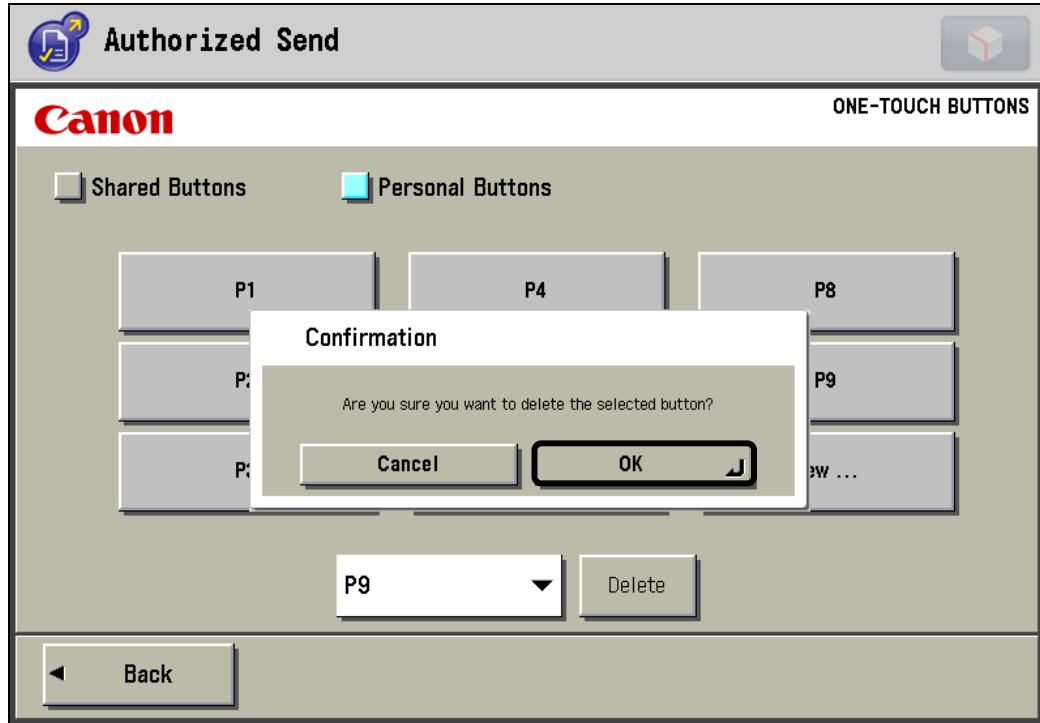 Authorized Send
Canon
ONE-TOUCH BUTTONS
Shared Buttons
Personal Buttons
P1
P4
P8
Confirmation
P9
Are you sure you want to delete the selected button?
Cancel
OK
P9
Delete
Back